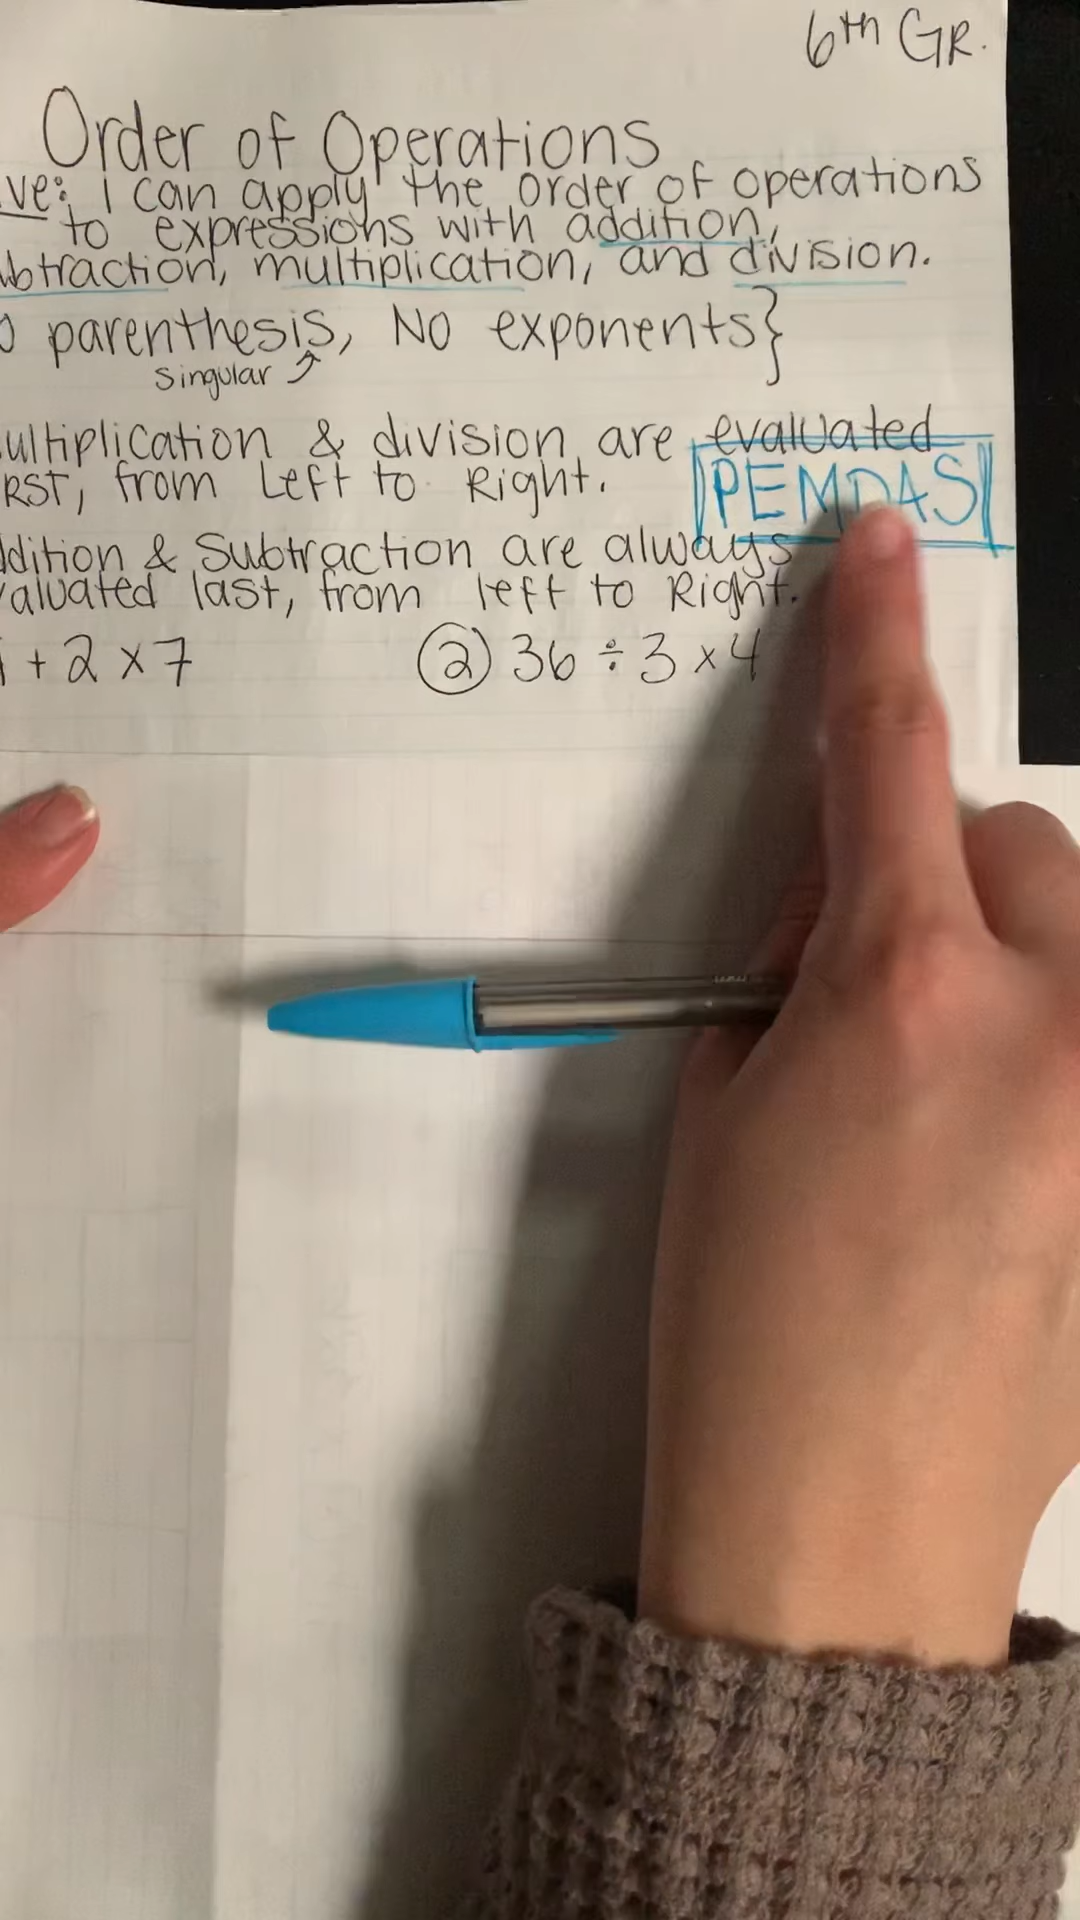 6th GR.
Order of Operations
ve: I can apply the order of operations
to expressions with addition,
btraction, multiplication, and division.
parenthesis, No exponents}
singular
ultiplication & division are evaluated
RST, from Left to Right.
PEMDAS
dition & Subtraction are always
aluated last, from left to Right.
+ 2 x 7
② 36 ÷ 3 x 4